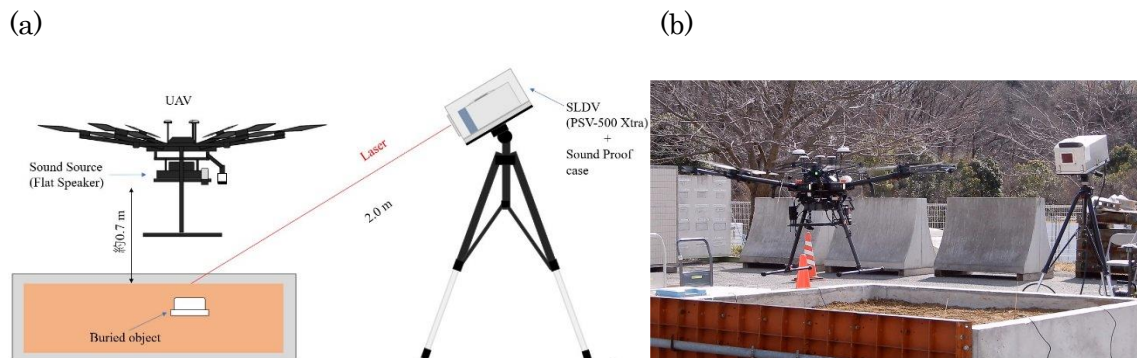 (a)
(b)
UAV
Sound Source
(Flat Speaker)
約0.7 m
Buried object
Laser
2.0 m
SLDV
(PSV-500 Xtra)
+
Sound Proof
case